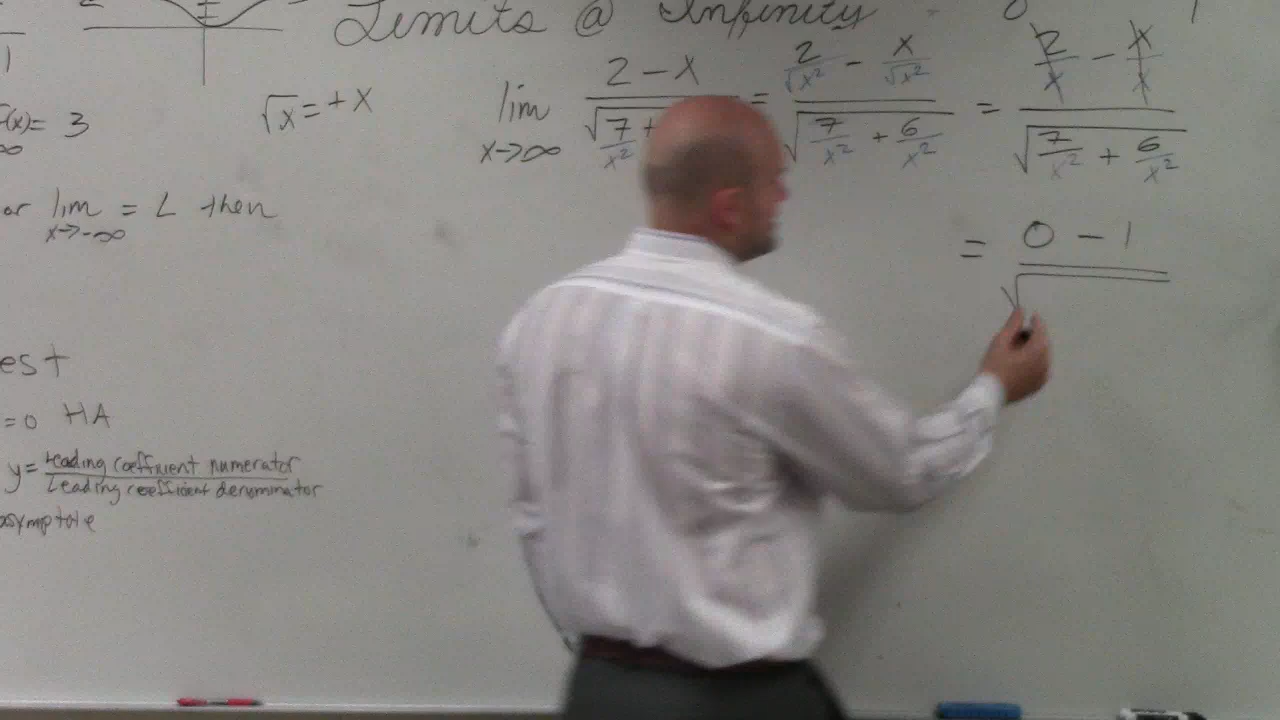 Limits @ Infinity
1
f(x) = 3
∞
√x = +x
lim x→∞ (2 - x) / √(7/x² + = (2/√x² - x/√x²) / √(7/x² + 6/x²) = (2/x - x/x) / √(7/x² + 6/x²)
= (0 - 1) / √
or lim x→-∞ = L then
est
= 0 HA
y = Leading coefficient numerator
Leading coefficient denominator
asymptote